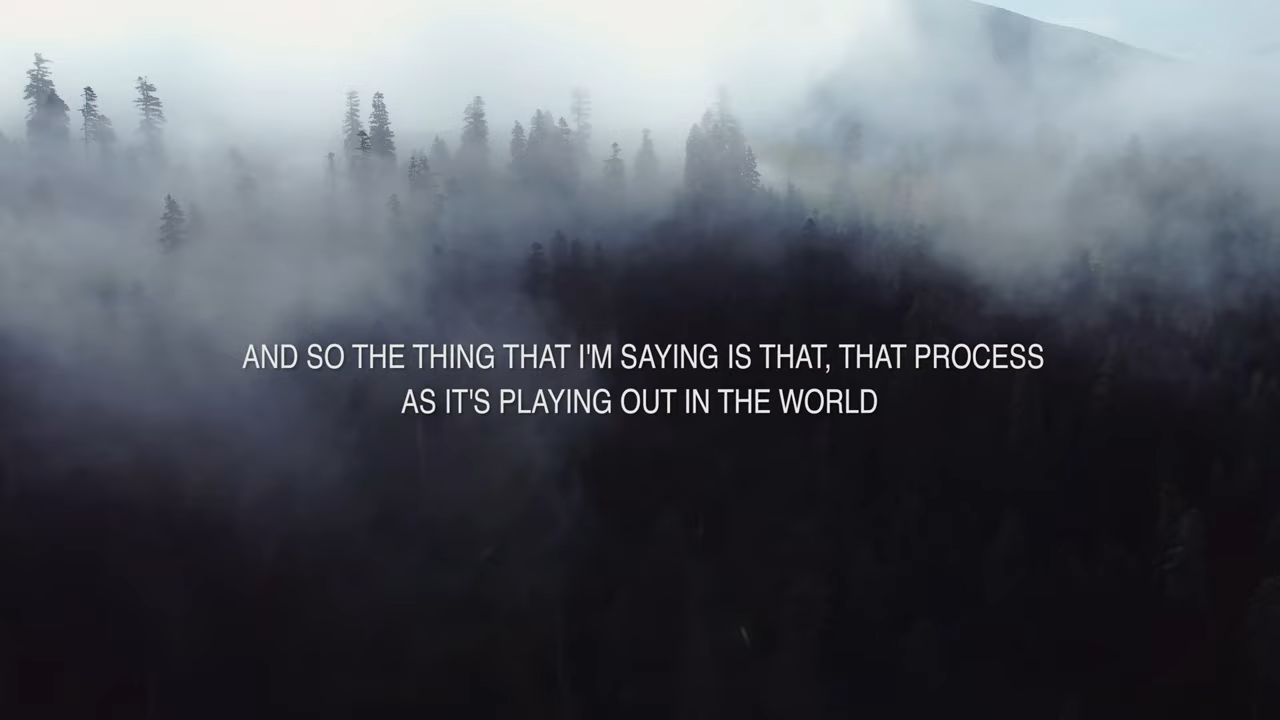 AND SO THE THING THAT I'M SAYING IS THAT, THAT PROCESS
AS IT'S PLAYING OUT IN THE WORLD